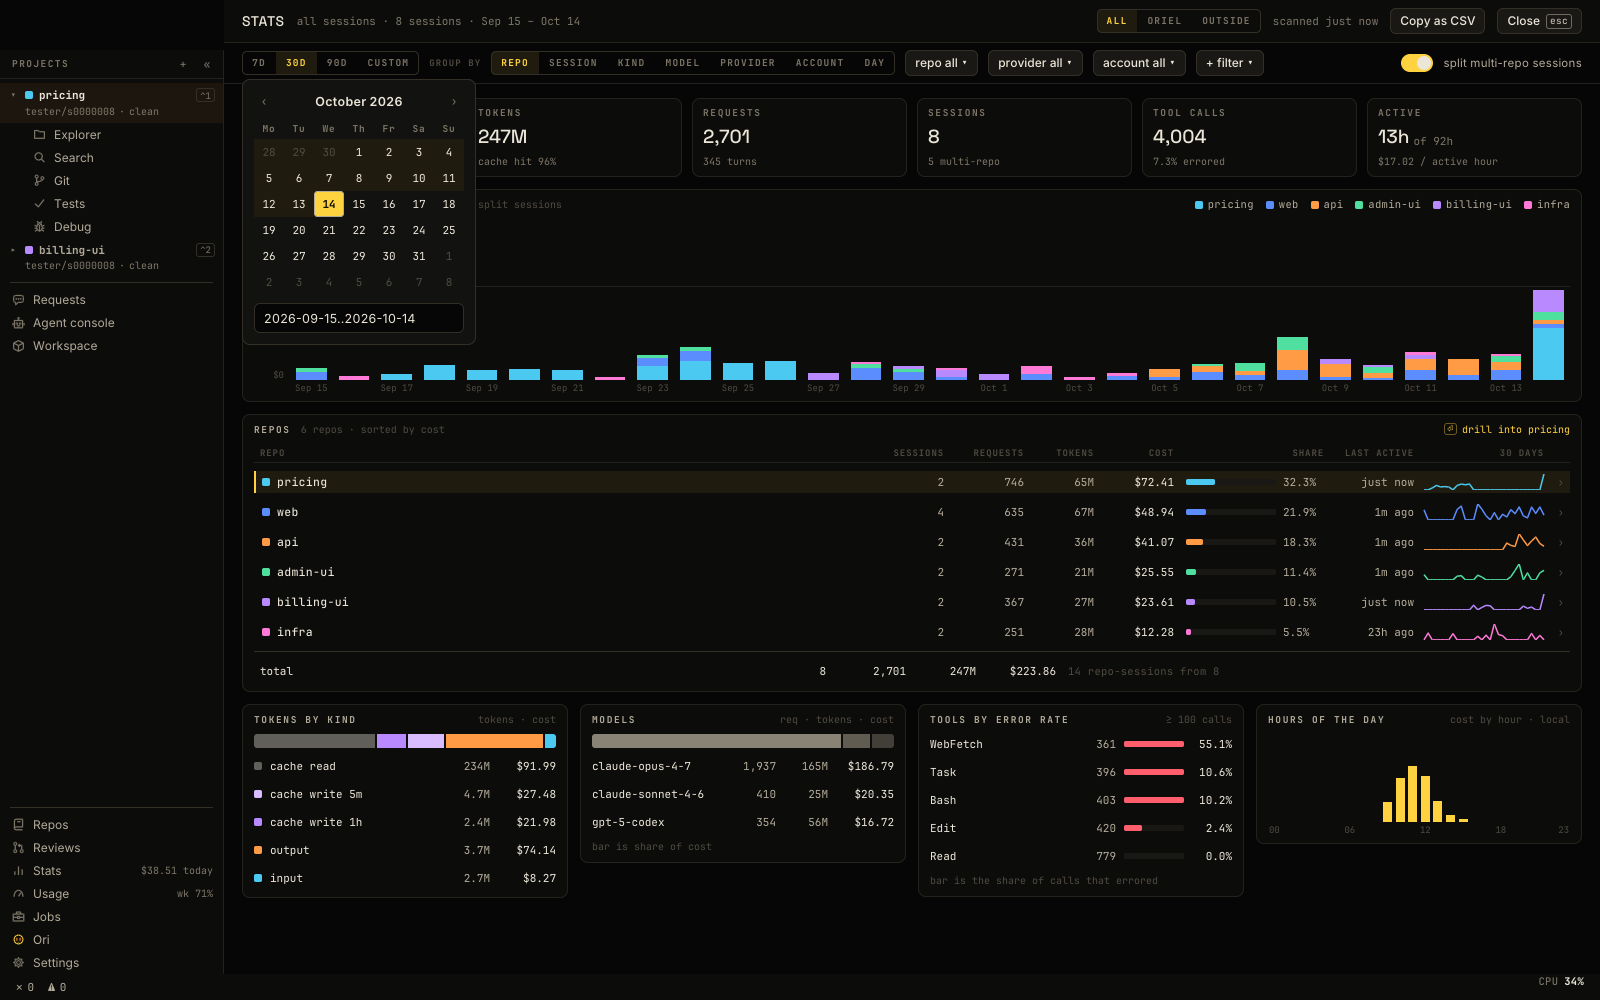 STATS all sessions · 8 sessions · Sep 15 – Oct 14
ALL ORIEL OUTSIDE scanned just now Copy as CSV Close esc
PROJECTS + «
7D 30D 90D CUSTOM GROUP BY REPO SESSION KIND MODEL PROVIDER ACCOUNT DAY repo all ▾ provider all ▾ account all ▾ + filter ▾ split multi-repo sessions
pricing ^1
tester/s0000008 · clean
Explorer
Search
Git
Tests
Debug
billing-ui ^2
tester/s0000008 · clean
Requests
Agent console
Workspace
‹ October 2026 ›
Mo Tu We Th Fr Sa Su
28 29 30 1 2 3 4
5 6 7 8 9 10 11
12 13 14 15 16 17 18
19 20 21 22 23 24 25
26 27 28 29 30 31 1
2 3 4 5 6 7 8
2026-09-15..2026-10-14
TOKENS
247M
cache hit 96%
REQUESTS
2,701
345 turns
SESSIONS
8
5 multi-repo
TOOL CALLS
4,004
7.3% errored
ACTIVE
13h of 92h
$17.02 / active hour
split sessions
pricing web api admin-ui billing-ui infra
$0
Sep 15 Sep 17 Sep 19 Sep 21 Sep 23 Sep 25 Sep 27 Sep 29 Oct 1 Oct 3 Oct 5 Oct 7 Oct 9 Oct 11 Oct 13
REPOS 6 repos · sorted by cost drill into pricing
REPO SESSIONS REQUESTS TOKENS COST SHARE LAST ACTIVE 30 DAYS
pricing 2 746 65M $72.41 32.3% just now ›
web 4 635 67M $48.94 21.9% 1m ago ›
api 2 431 36M $41.07 18.3% 1m ago ›
admin-ui 2 271 21M $25.55 11.4% 1m ago ›
billing-ui 2 367 27M $23.61 10.5% just now ›
infra 2 251 28M $12.28 5.5% 23h ago ›
total 8 2,701 247M $223.86 14 repo-sessions from 8
TOKENS BY KIND tokens · cost
cache read 234M $91.99
cache write 5m 4.7M $27.48
cache write 1h 2.4M $21.98
output 3.7M $74.14
input 2.7M $8.27
MODELS req · tokens · cost
claude-opus-4-7 1,937 165M $186.79
claude-sonnet-4-6 410 25M $20.35
gpt-5-codex 354 56M $16.72
bar is share of cost
TOOLS BY ERROR RATE ≥ 100 calls
WebFetch 361 55.1%
Task 396 10.6%
Bash 403 10.2%
Edit 420 2.4%
Read 779 0.0%
bar is the share of calls that errored
HOURS OF THE DAY cost by hour · local
00 06 12 18 23
Repos
Reviews
Stats $38.51 today
Usage wk 71%
Jobs
Ori
Settings
× 0 0
CPU 34%